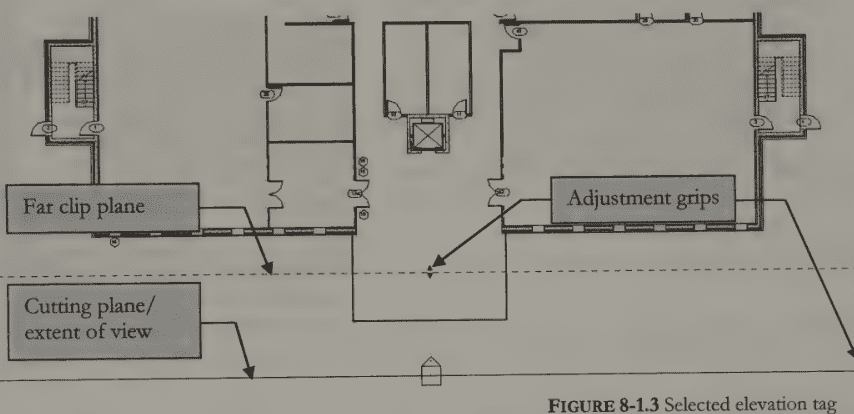 Far clip plane
Adjustment grips
Cutting plane/
extent of view
FIGURE 8-1.3 Selected elevation tag